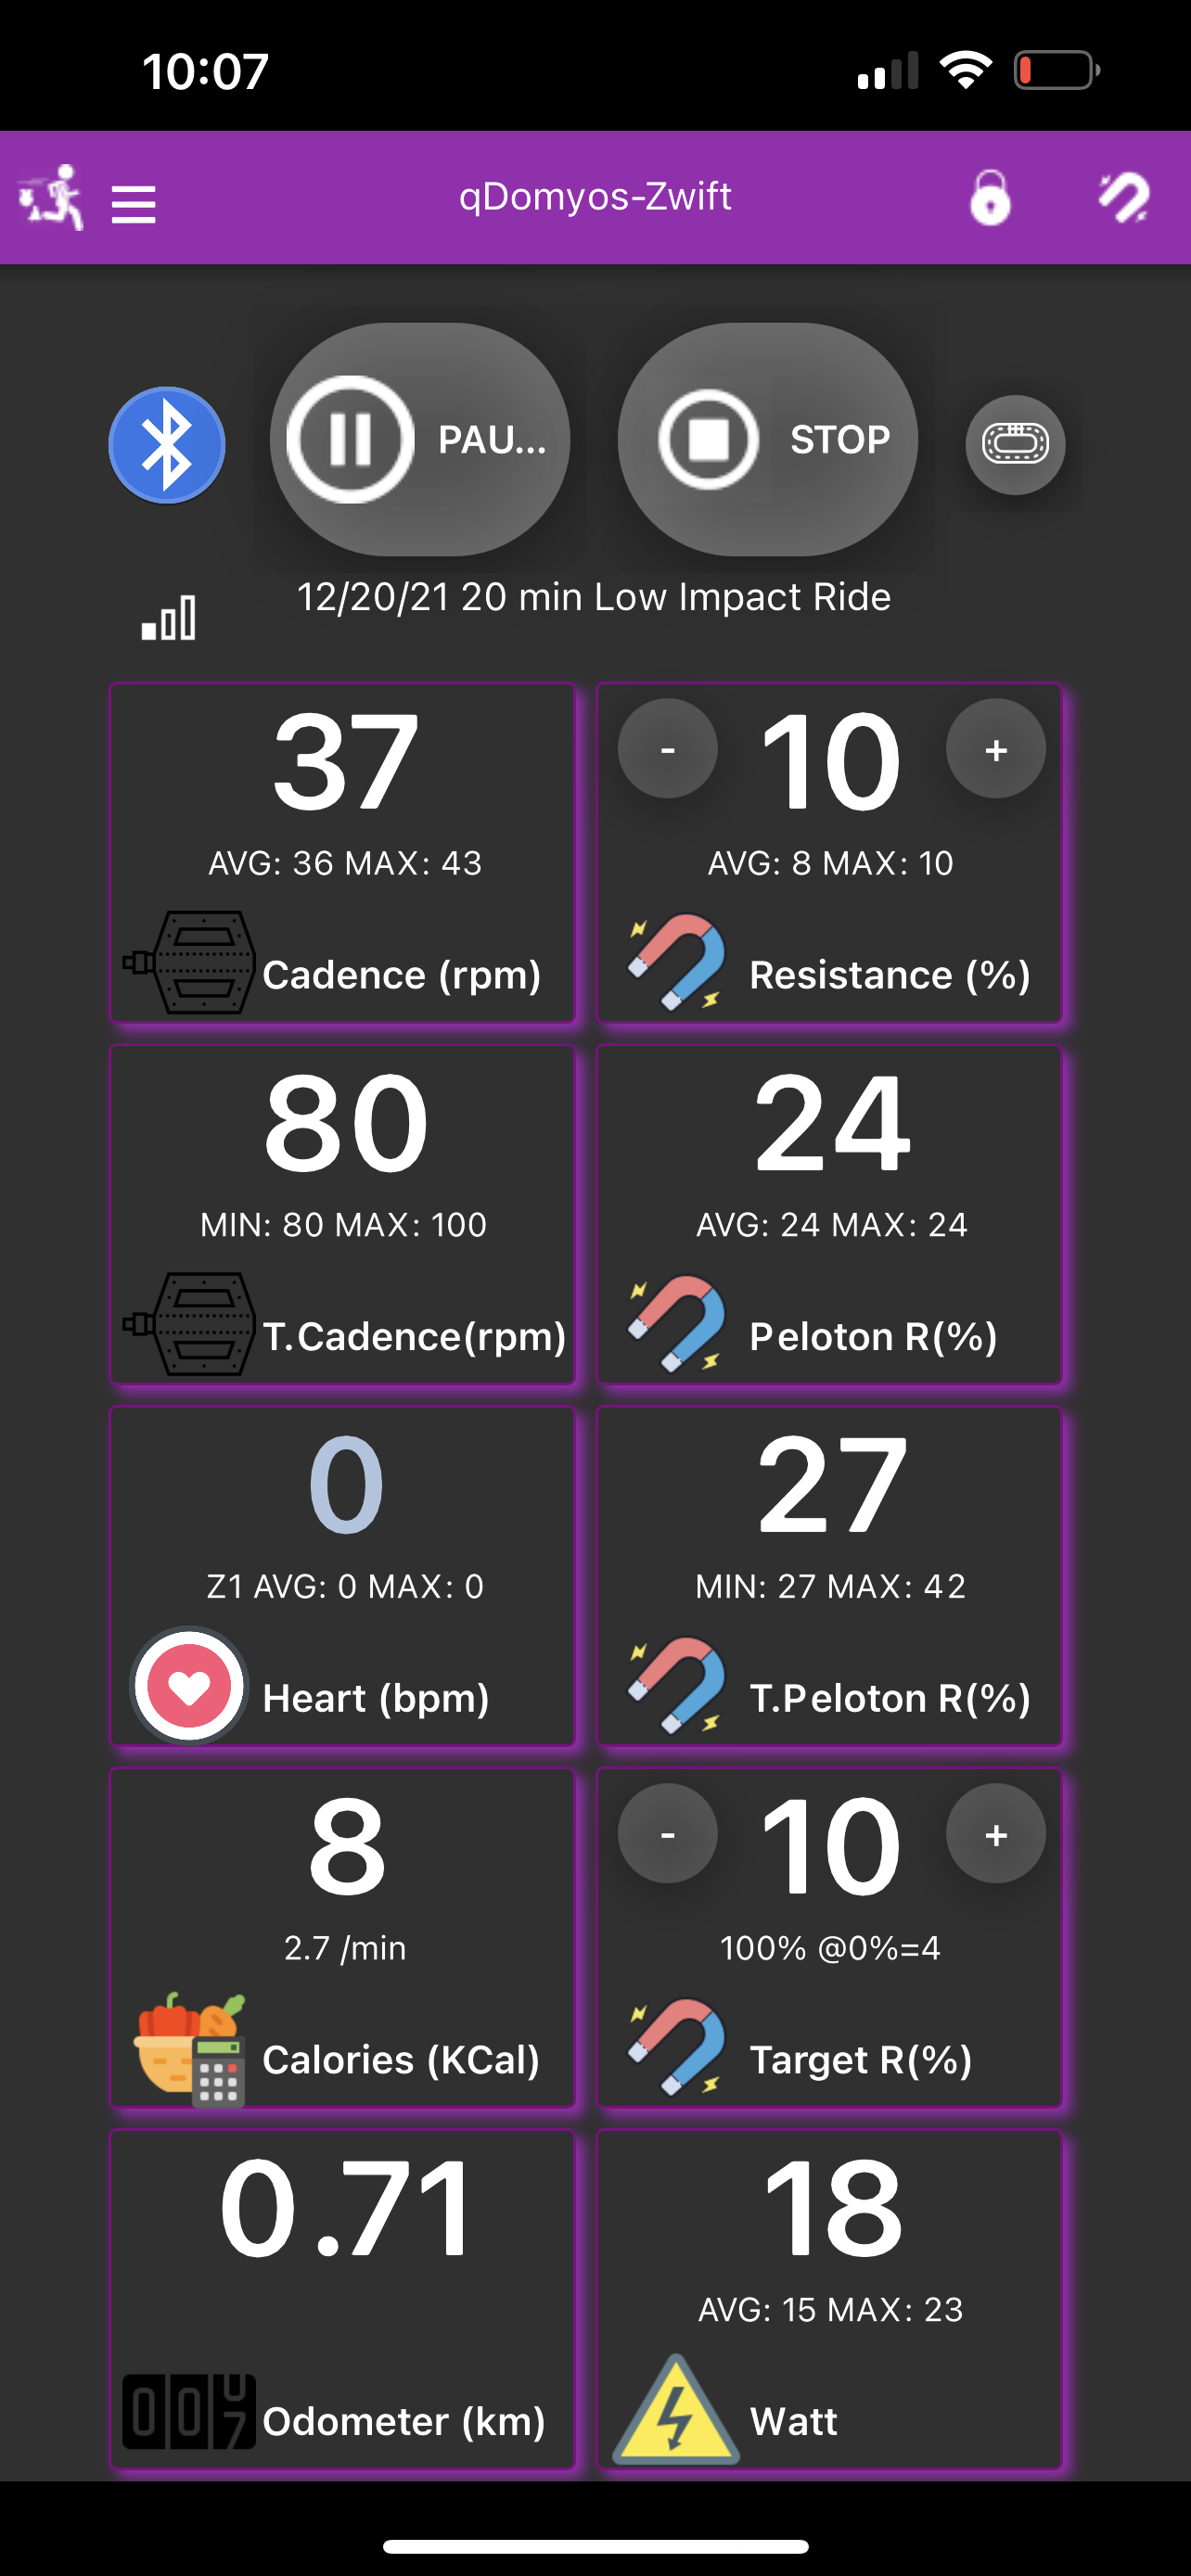 10:07
qDomyos-Zwift
PAU... STOP
12/20/21 20 min Low Impact Ride
37
AVG: 36 MAX: 43
Cadence (rpm)
- 10 +
AVG: 8 MAX: 10
Resistance (%)
80
MIN: 80 MAX: 100
T.Cadence(rpm)
24
AVG: 24 MAX: 24
Peloton R(%)
0
Z1 AVG: 0 MAX: 0
Heart (bpm)
27
MIN: 27 MAX: 42
T.Peloton R(%)
8
2.7 /min
Calories (KCal)
- 10 +
100% @0%=4
Target R(%)
0.71
Odometer (km)
18
AVG: 15 MAX: 23
Watt